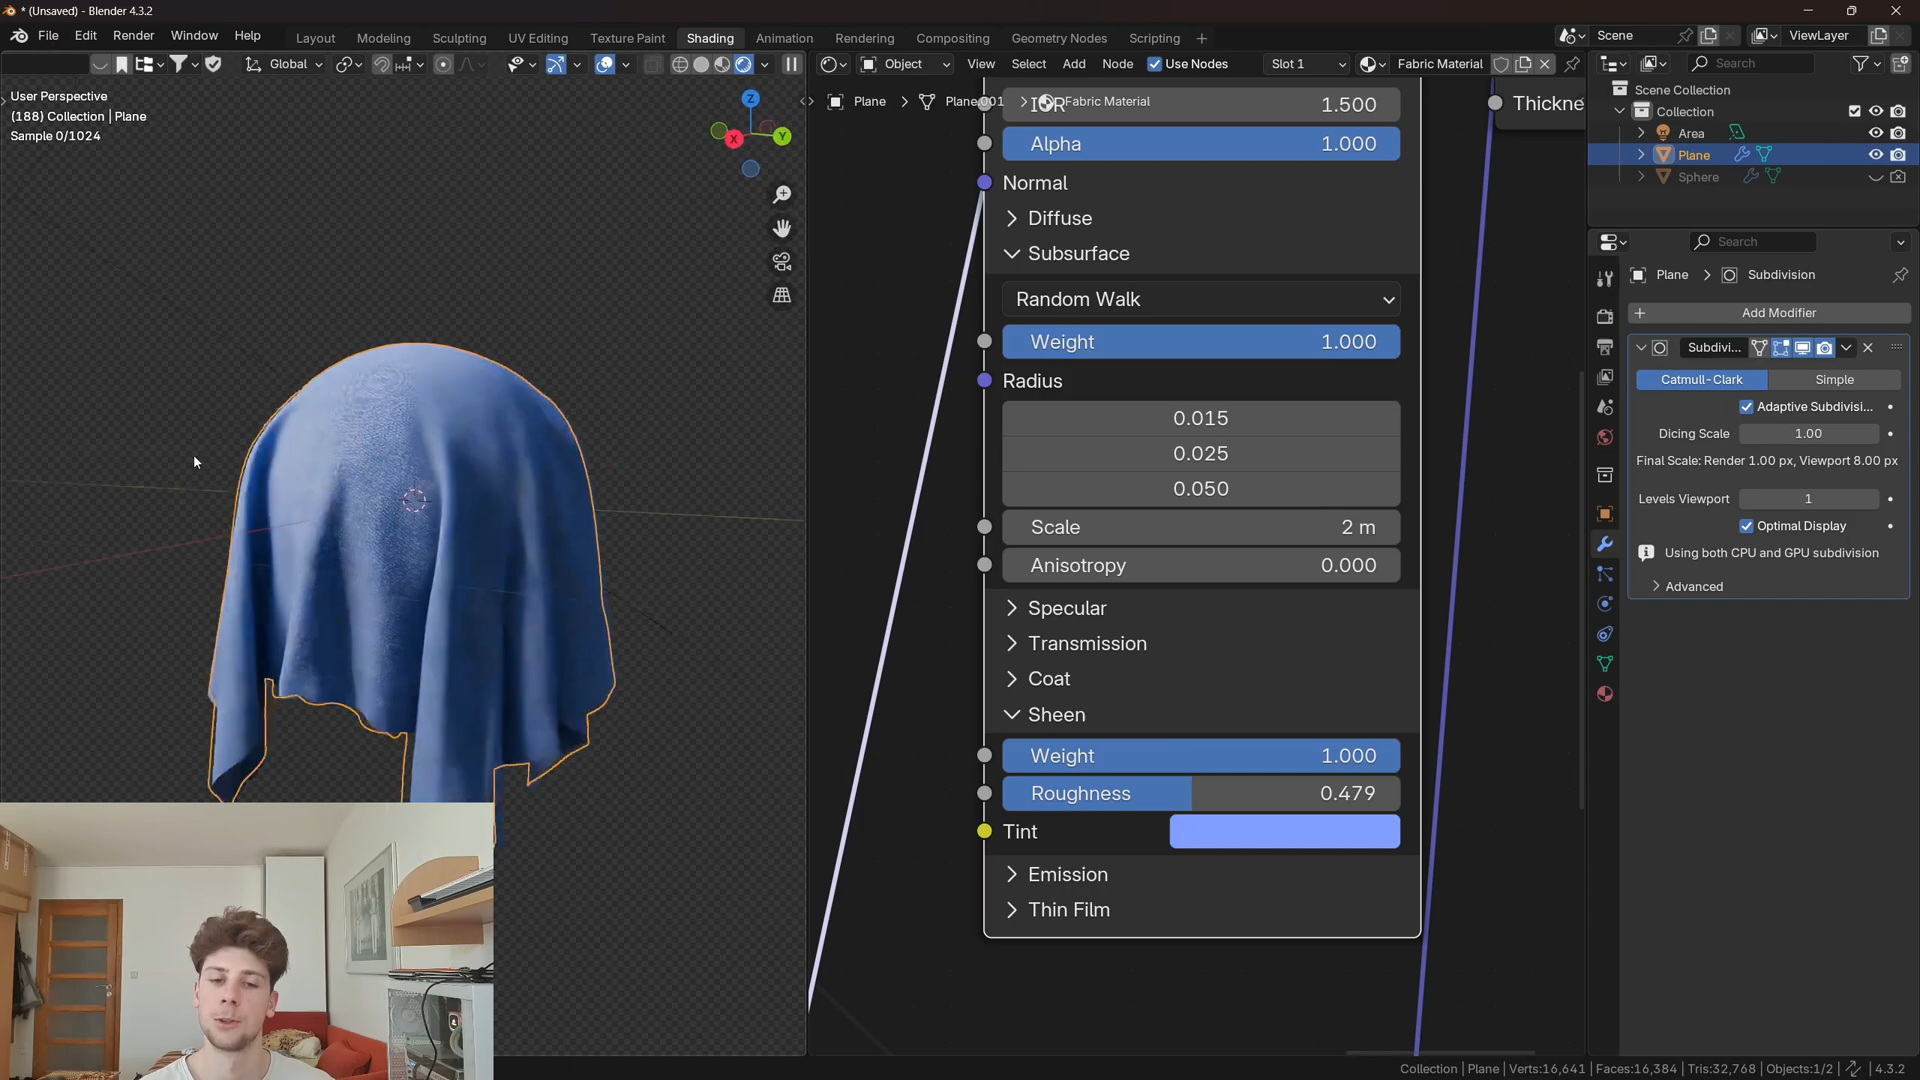 * (Unsaved) - Blender 4.3.2
File Edit Render Window Help
Layout Modeling Sculpting UV Editing Texture Paint Shading Animation Rendering Compositing Geometry Nodes Scripting +
Scene
ViewLayer
Global
Object View Select Add Node Use Nodes Slot 1 Fabric Material
Search
User Perspective
(188) Collection | Plane
Sample 0/1024
Z
X
Y
Plane > Plane.001 > Fabric Material
IOR 1.500
Alpha 1.000
Normal
Diffuse
Subsurface
Random Walk
Weight 1.000
Radius
0.015
0.025
0.050
Scale 2 m
Anisotropy 0.000
Specular
Transmission
Coat
Sheen
Weight 1.000
Roughness 0.479
Tint
Emission
Thin Film
Thickne
Scene Collection
Collection
Area
Plane
Sphere
Search
Plane > Subdivision
+ Add Modifier
Subdivi...
Catmull-Clark Simple
Adaptive Subdivisi...
Dicing Scale 1.00
Final Scale: Render 1.00 px, Viewport 8.00 px
Levels Viewport 1
Optimal Display
Using both CPU and GPU subdivision
Advanced
Collection | Plane | Verts:16,641 | Faces:16,384 | Tris:32,768 | Objects:1/2 | 4.3.2